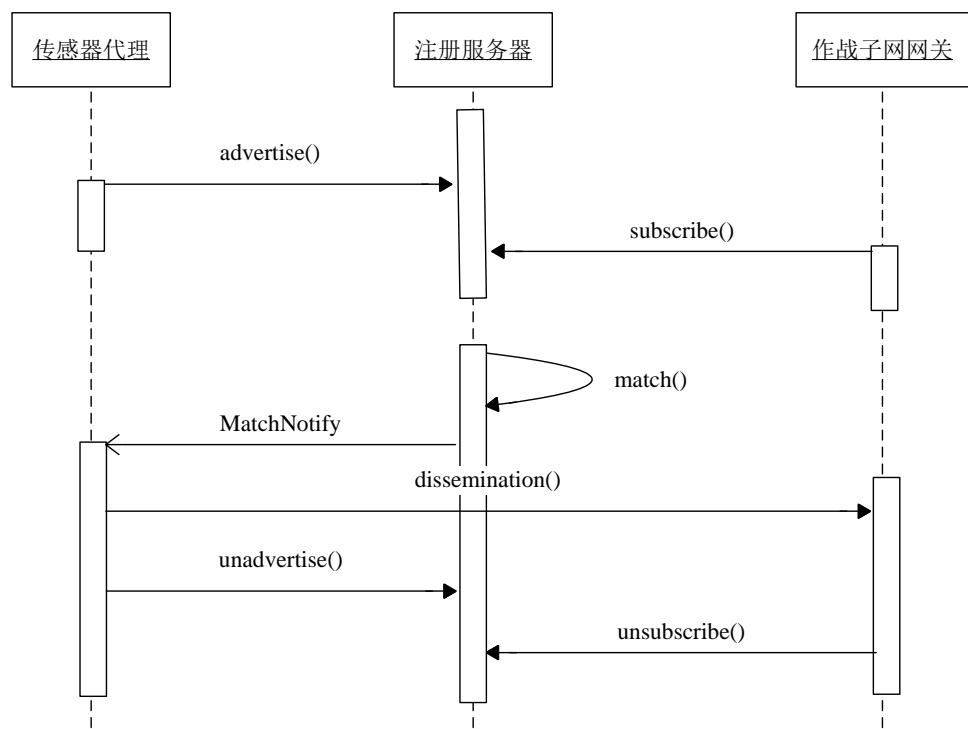 传感器代理
注册服务器
作战子网网关
advertise()
subscribe()
match()
MatchNotify
dissemination()
unadvertise()
unsubscribe()